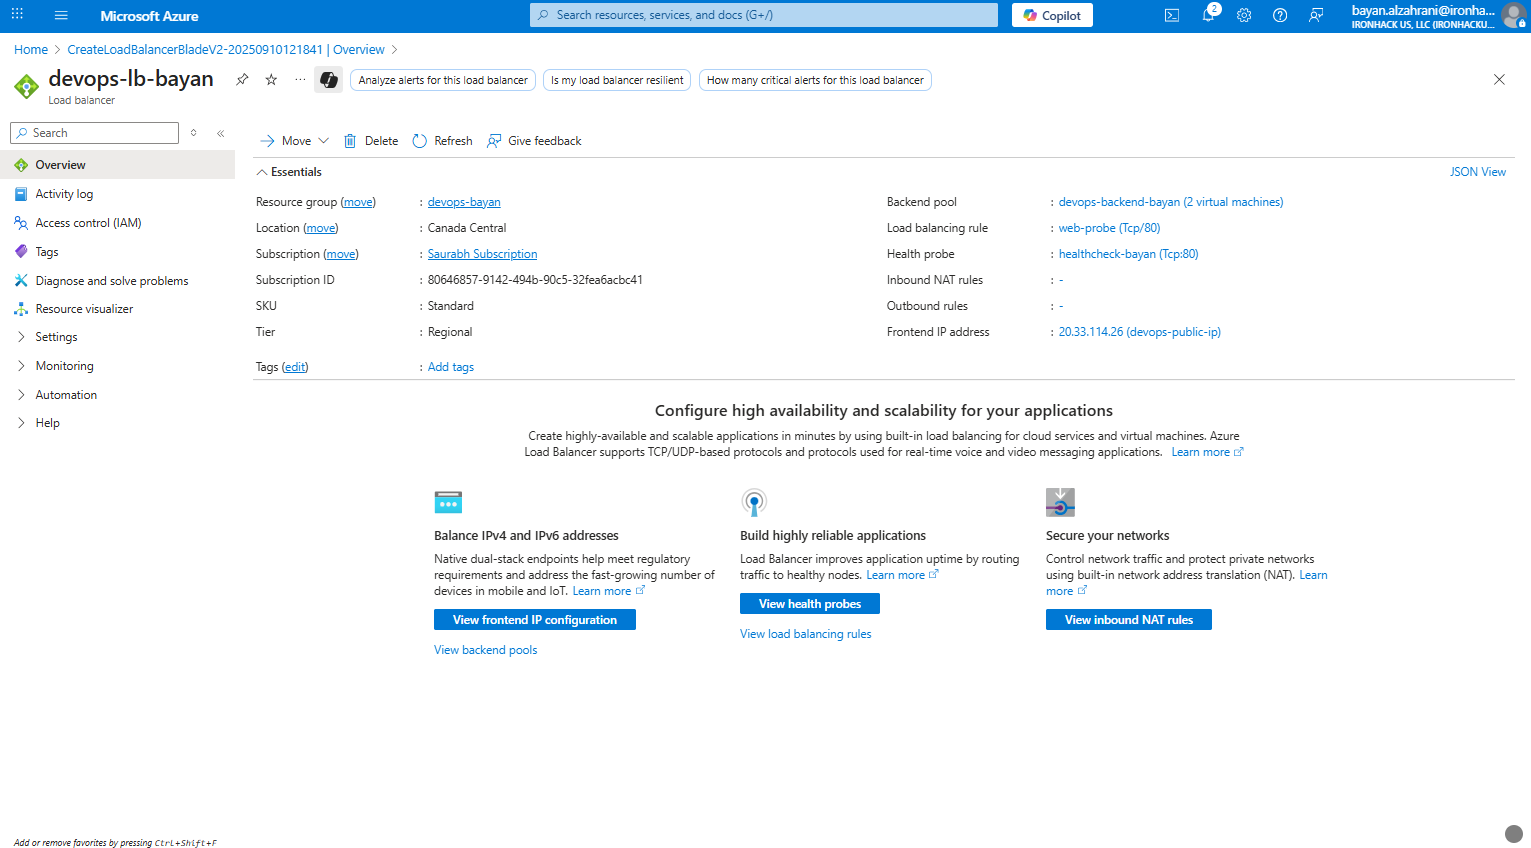 Microsoft Azure
Search resources, services, and docs (G+/)
Copilot
2
bayan.alzahrani@ironha...
IRONHACK US, LLC (IRONHACKU...
Home > CreateLoadBalancerBladeV2-20250910121841 | Overview >
devops-lb-bayan
Load balancer
...
Analyze alerts for this load balancer
Is my load balancer resilient
How many critical alerts for this load balancer
Search
Overview
Activity log
Access control (IAM)
Tags
Diagnose and solve problems
Resource visualizer
Settings
Monitoring
Automation
Help
Move
Delete
Refresh
Give feedback
Essentials
JSON View
Resource group (move) : devops-bayan
Location (move) : Canada Central
Subscription (move) : Saurabh Subscription
Subscription ID : 80646857-9142-494b-90c5-32fea6acbc41
SKU : Standard
Tier : Regional
Tags (edit) : Add tags
Backend pool : devops-backend-bayan (2 virtual machines)
Load balancing rule : web-probe (Tcp/80)
Health probe : healthcheck-bayan (Tcp:80)
Inbound NAT rules : -
Outbound rules : -
Frontend IP address : 20.33.114.26 (devops-public-ip)
Configure high availability and scalability for your applications
Create highly-available and scalable applications in minutes by using built-in load balancing for cloud services and virtual machines. Azure
Load Balancer supports TCP/UDP-based protocols and protocols used for real-time voice and video messaging applications. Learn more
Balance IPv4 and IPv6 addresses
Native dual-stack endpoints help meet regulatory
requirements and address the fast-growing number of
devices in mobile and IoT. Learn more
View frontend IP configuration
View backend pools
Build highly reliable applications
Load Balancer improves application uptime by routing
traffic to healthy nodes. Learn more
View health probes
View load balancing rules
Secure your networks
Control network traffic and protect private networks
using built-in network address translation (NAT). Learn
more
View inbound NAT rules
Add or remove favorites by pressing Ctrl+Shift+F